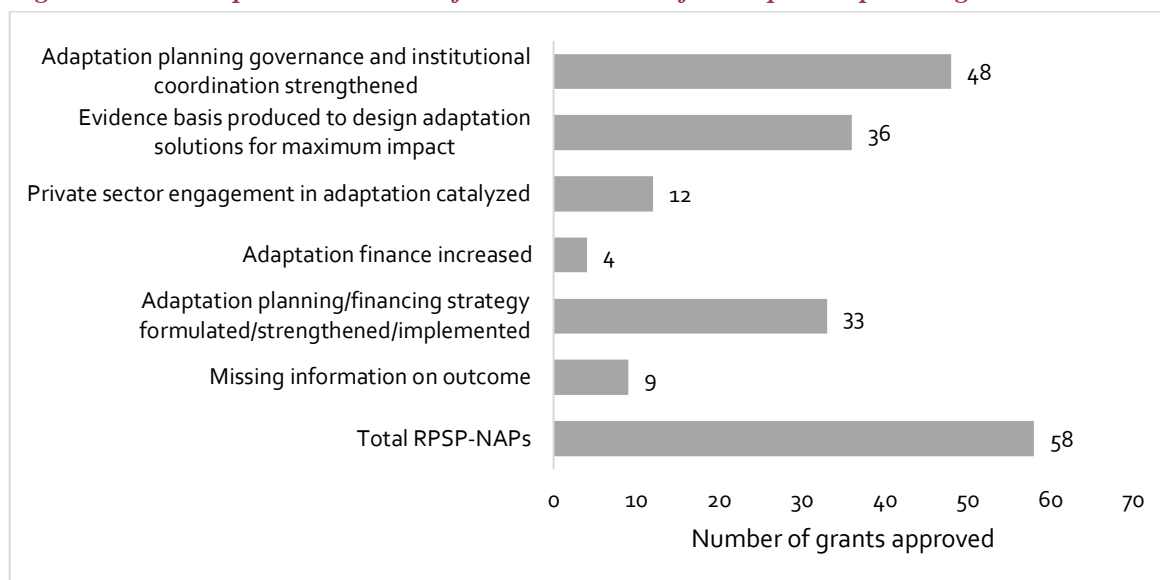 Adaptation planning governance and institutional
coordination strengthened
48
Evidence basis produced to design adaptation
solutions for maximum impact
36
Private sector engagement in adaptation catalyzed
12
Adaptation finance increased
4
Adaptation planning/financing strategy
formulated/strengthened/implemented
33
Missing information on outcome
9
Total RPSP-NAPs
58
0 10 20 30 40 50 60 70
Number of grants approved